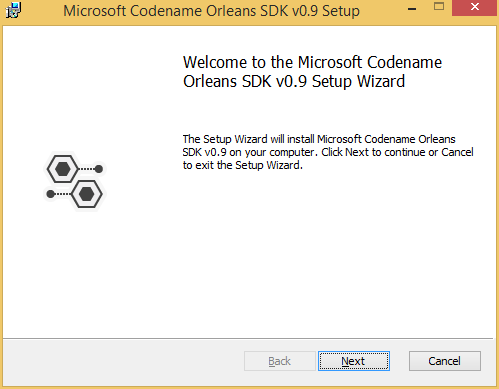 Microsoft Codename Orleans SDK v0.9 Setup
Welcome to the Microsoft Codename
Orleans SDK v0.9 Setup Wizard
The Setup Wizard will install Microsoft Codename Orleans
SDK v0.9 on your computer. Click Next to continue or Cancel
to exit the Setup Wizard.
Back Next Cancel